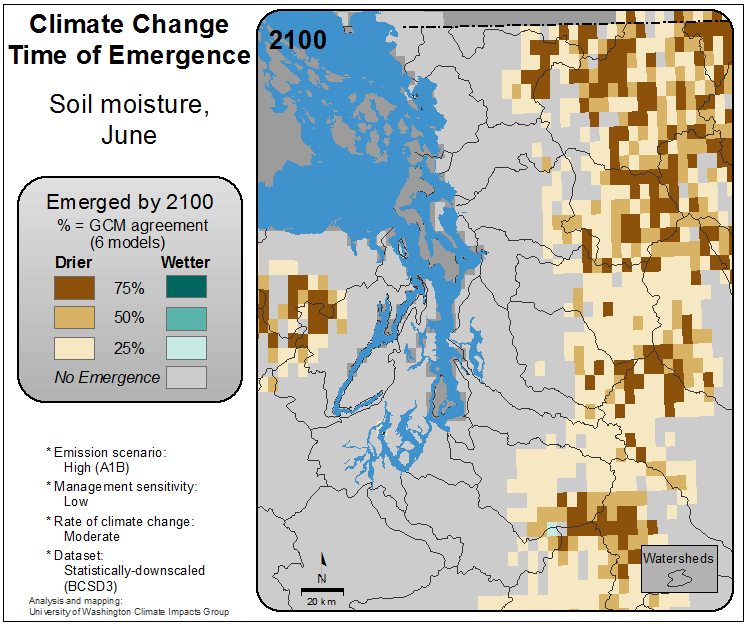 Climate Change
Time of Emergence
Soil moisture,
June
Emerged by 2100
% = GCM agreement
(6 models)
Drier Wetter
75%
50%
25%
No Emergence
* Emission scenario:
High (A1B)
* Management sensitivity:
Low
* Rate of climate change:
Moderate
* Dataset:
Statistically-downscaled
(BCSD3)
Analysis and mapping:
University of Washington Climate Impacts Group
2100
N
20 km
Watersheds